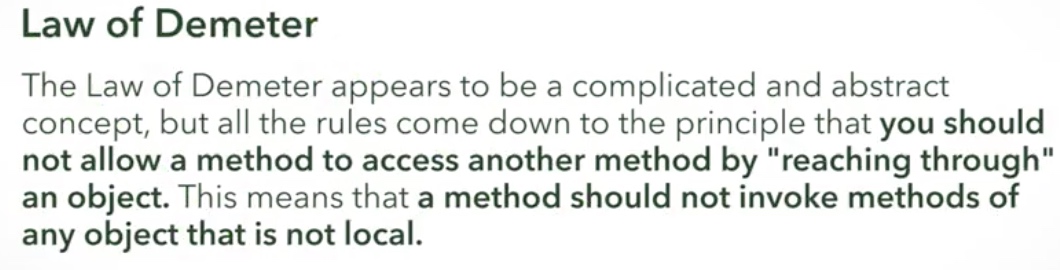 Law of Demeter
The Law of Demeter appears to be a complicated and abstract
concept, but all the rules come down to the principle that you should
not allow a method to access another method by "reaching through"
an object. This means that a method should not invoke methods of
any object that is not local.